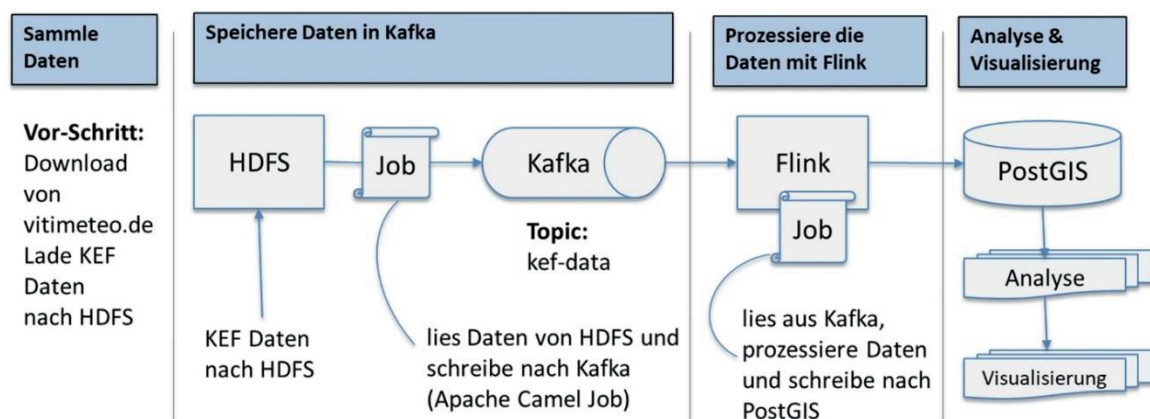 Sammle
Daten
Speichere Daten in Kafka
Prozessiere die
Daten mit Flink
Analyse &
Visualisierung
Vor-Schritt:
Download
von
vitimeteo.de
Lade KEF
Daten
nach HDFS
HDFS
Job
Kafka
Topic:
kef-data
KEF Daten
nach HDFS
lies Daten von HDFS und
schreibe nach Kafka
(Apache Camel Job)
Flink
Job
lies aus Kafka,
prozessiere Daten
und schreibe nach
PostGIS
PostGIS
Analyse
Visualisierung